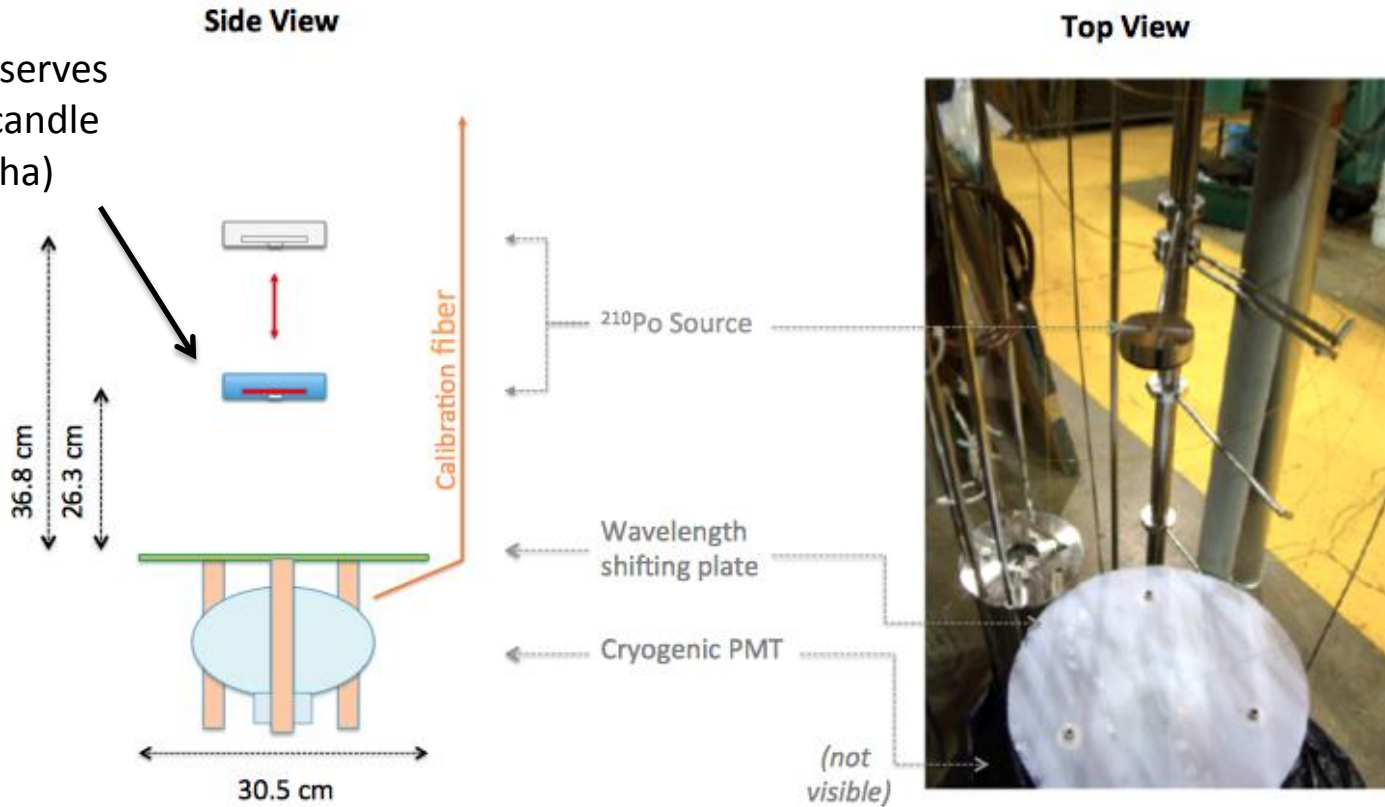 Side View
Top View
serves
candle
ha)
36.8 cm
26.3 cm
Calibration fiber
²¹⁰Po Source
Wavelength
shifting plate
Cryogenic PMT
(not
visible)
30.5 cm